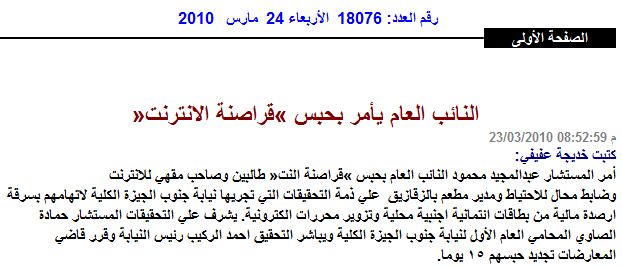 رقم العدد: 18076 الأربعاء 24 مارس 2010
الصفحة الأولى
النائب العام يأمر بحبس »قراصنة الانترنت«
23/03/2010 08:52:59 م
كتبت خديجة عفيفي:
أمر المستشار عبدالمجيد محمود النائب العام بحبس »قراصنة النت« طالبين وصاحب مقهي للانترنت
وضابط محال للاحتياط ومدير مطعم بالزقازيق علي ذمة التحقيقات التي تجريها نيابة جنوب الجيزة الكلية لاتهامهم بسرقة
ارصدة مالية من بطاقات ائتمانية اجنبية محلية وتزوير محررات الكترونية. يشرف علي التحقيقات المستشار حمادة
الصاوي المحامي العام الأول لنيابة جنوب الجيزة الكلية ويباشر التحقيق احمد الركيب رئيس النيابة وقرر قاضي
المعارضات تجديد حبسهم ١٥ يوما.